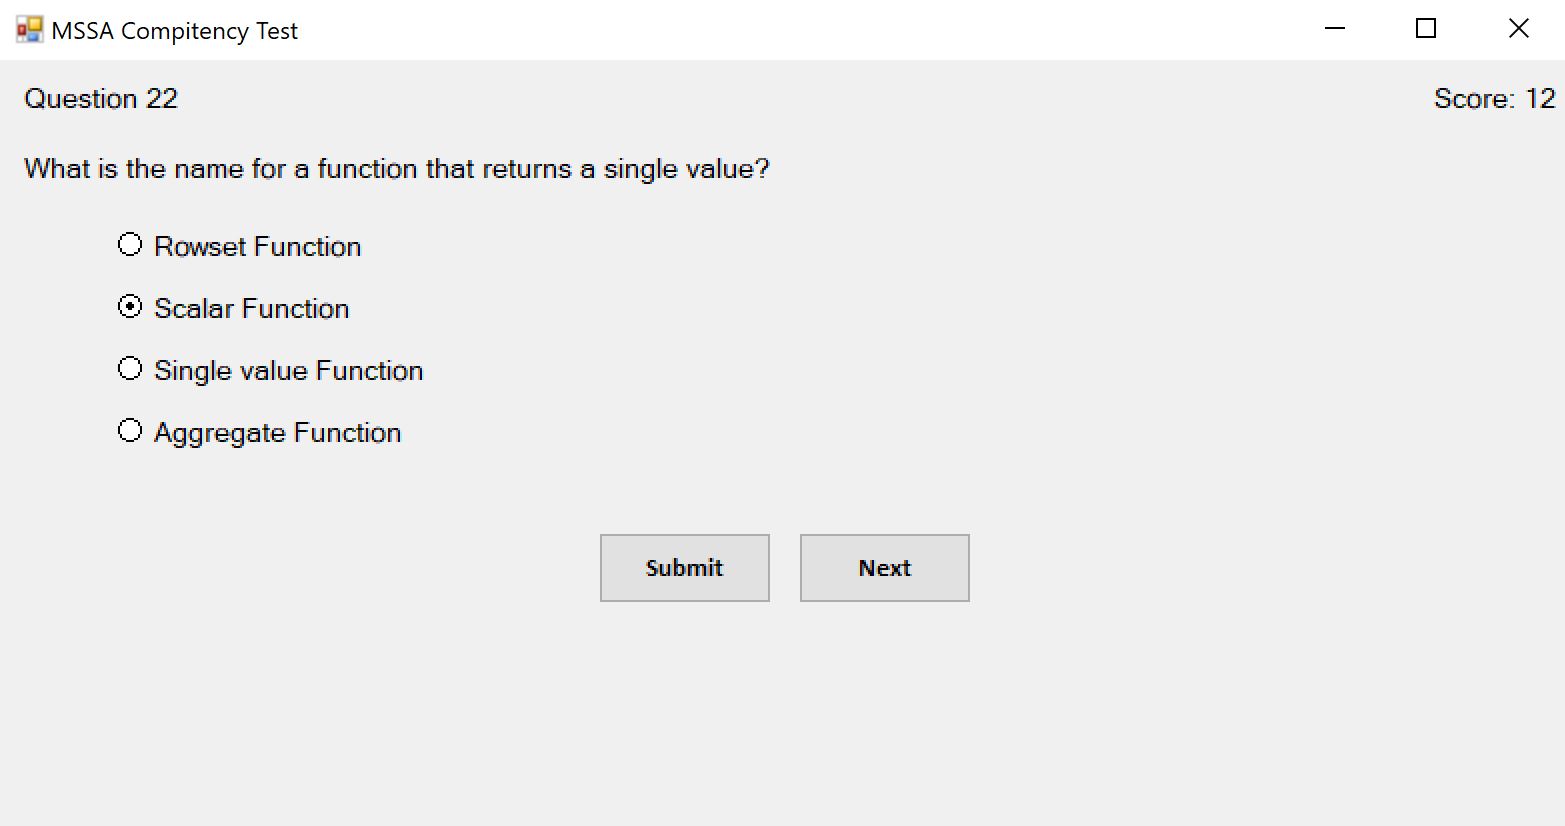 MSSA Compitency Test
Question 22
Score: 12
What is the name for a function that returns a single value?
Rowset Function
Scalar Function
Single value Function
Aggregate Function
Submit
Next